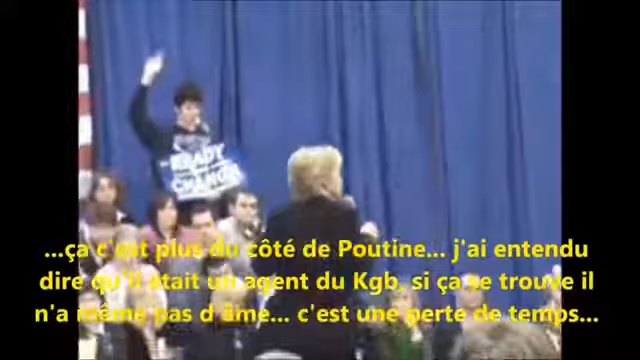 READY
CHANGE
...ça c'est plus du côté de Poutine... j'ai entendu
dire qu'il était un agent du Kgb, si ça se trouve il
n'a même pas d'âme... c'est une perte de temps...